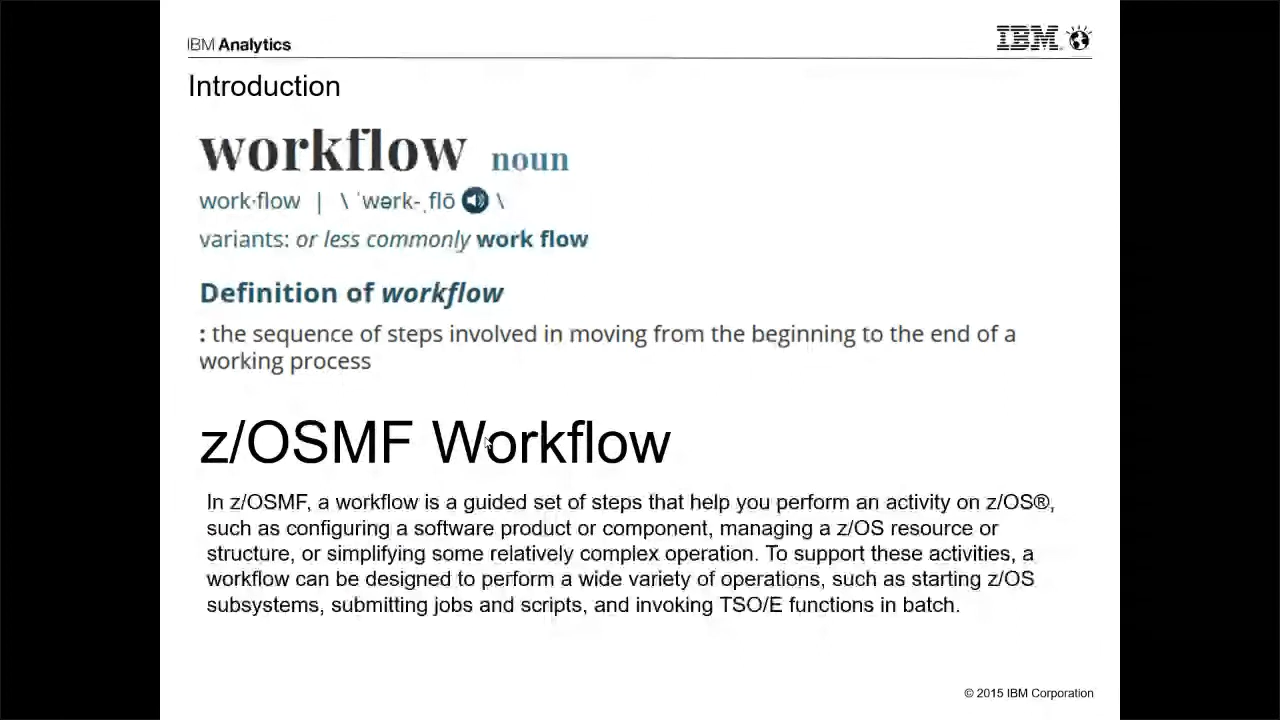 IBM Analytics
IBM
Introduction
workflow noun
work·flow | \ ˈwərk-ˌflō \
variants: or less commonly work flow
Definition of workflow
: the sequence of steps involved in moving from the beginning to the end of a
working process
z/OSMF Workflow
In z/OSMF, a workflow is a guided set of steps that help you perform an activity on z/OS®,
such as configuring a software product or component, managing a z/OS resource or
structure, or simplifying some relatively complex operation. To support these activities, a
workflow can be designed to perform a wide variety of operations, such as starting z/OS
subsystems, submitting jobs and scripts, and invoking TSO/E functions in batch.
© 2015 IBM Corporation